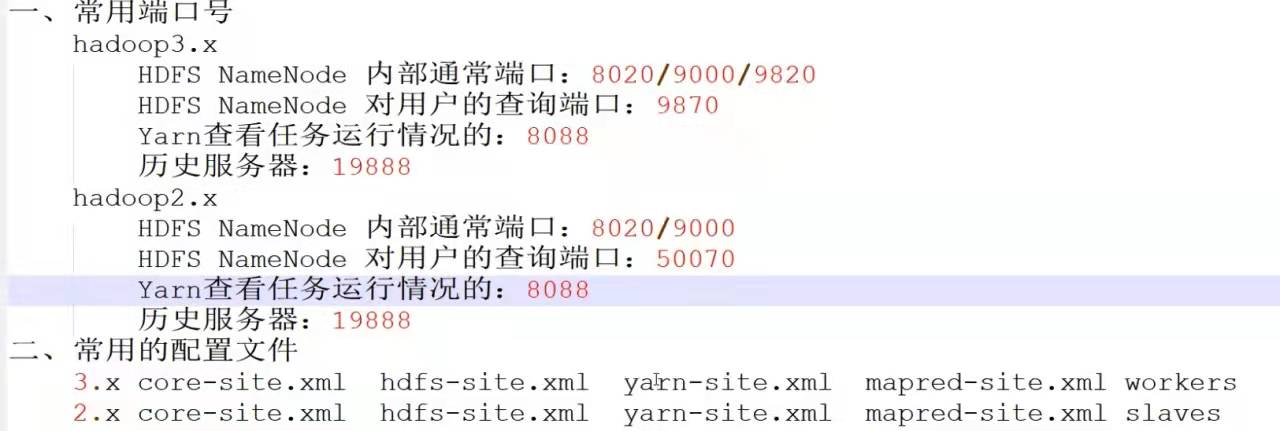 一、常用端口号
hadoop3.x
HDFS NameNode 内部通常端口：8020/9000/9820
HDFS NameNode 对用户的查询端口：9870
Yarn查看任务运行情况的：8088
历史服务器：19888
hadoop2.x
HDFS NameNode 内部通常端口：8020/9000
HDFS NameNode 对用户的查询端口：50070
Yarn查看任务运行情况的：8088
历史服务器：19888
二、常用的配置文件
3.x core-site.xml hdfs-site.xml yarn-site.xml mapred-site.xml workers
2.x core-site.xml hdfs-site.xml yarn-site.xml mapred-site.xml slaves